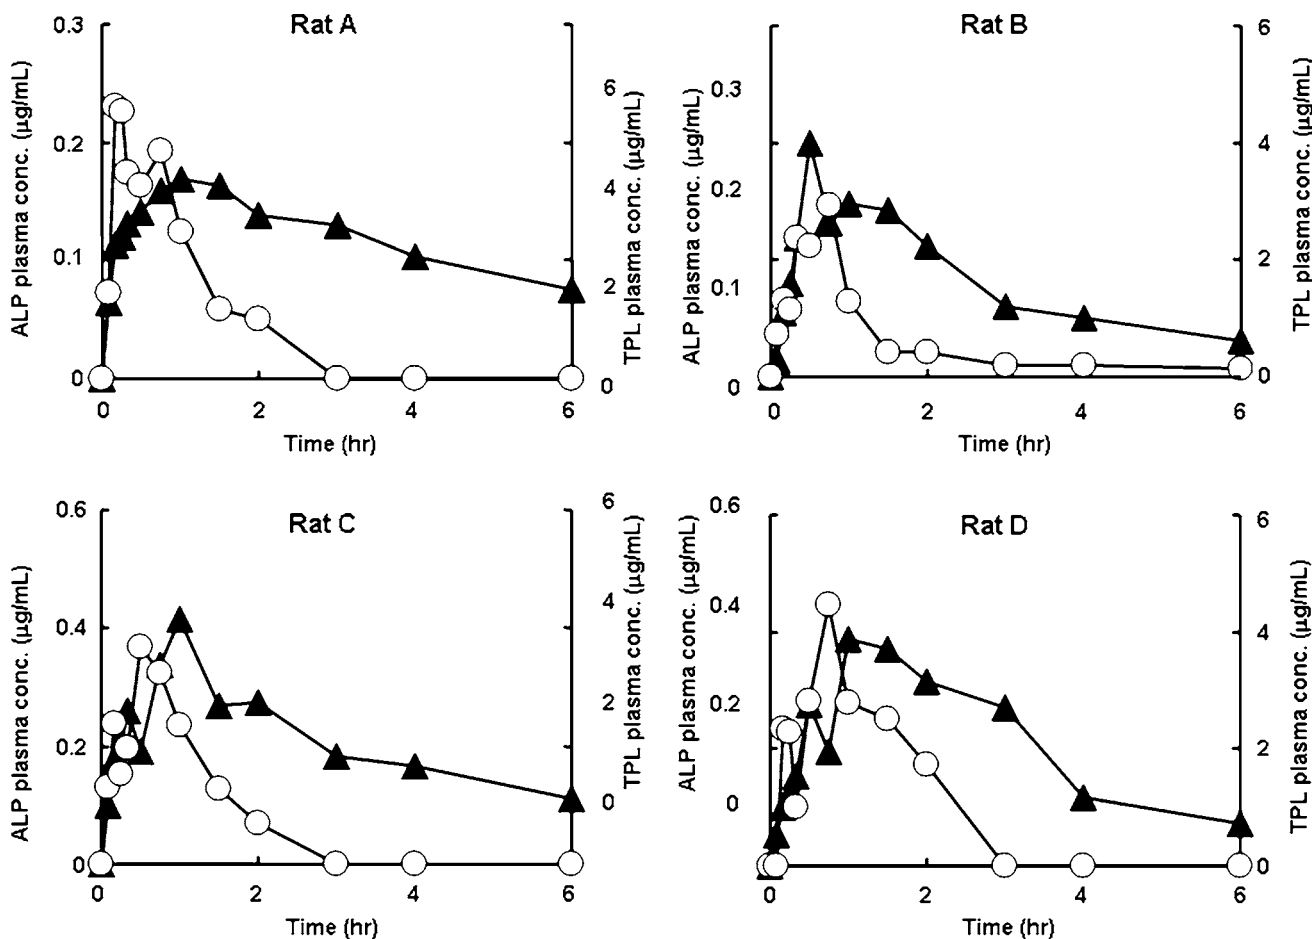 Rat A
0.3
0.2
0.1
0
ALP plasma conc. (μg/mL)
6
4
2
0
TPL plasma conc. (μg/mL)
0 2 4 6
Time (hr)
Rat B
0.3
0.2
0.1
0
ALP plasma conc. (μg/mL)
6
4
2
0
TPL plasma conc. (μg/mL)
0 2 4 6
Time (hr)
Rat C
0.6
0.4
0.2
0
ALP plasma conc. (μg/mL)
6
4
2
0
TPL plasma conc. (μg/mL)
0 2 4 6
Time (hr)
Rat D
0.6
0.4
0.2
0
ALP plasma conc. (μg/mL)
6
4
2
0
TPL plasma conc. (μg/mL)
0 2 4 6
Time (hr)